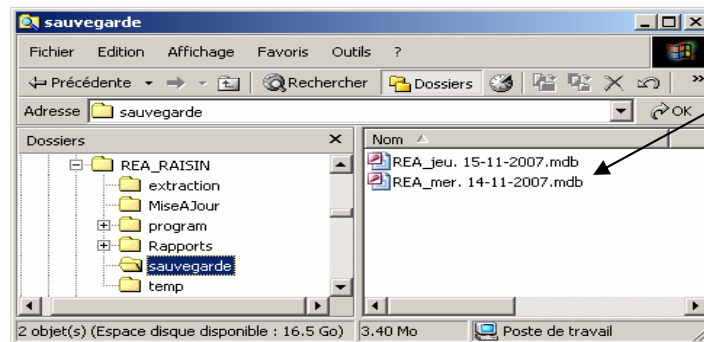 sauvegarde
Fichier Edition Affichage Favoris Outils ?
Précédente Rechercher Dossiers »
Adresse sauvegarde OK
Dossiers × Nom
REA_RAISIN
extraction
MiseAJour
program
Rapports
sauvegarde
temp
REA_jeu. 15-11-2007.mdb
REA_mer. 14-11-2007.mdb
2 objet(s) (Espace disque disponible : 16.5 Go) 3.40 Mo Poste de travail